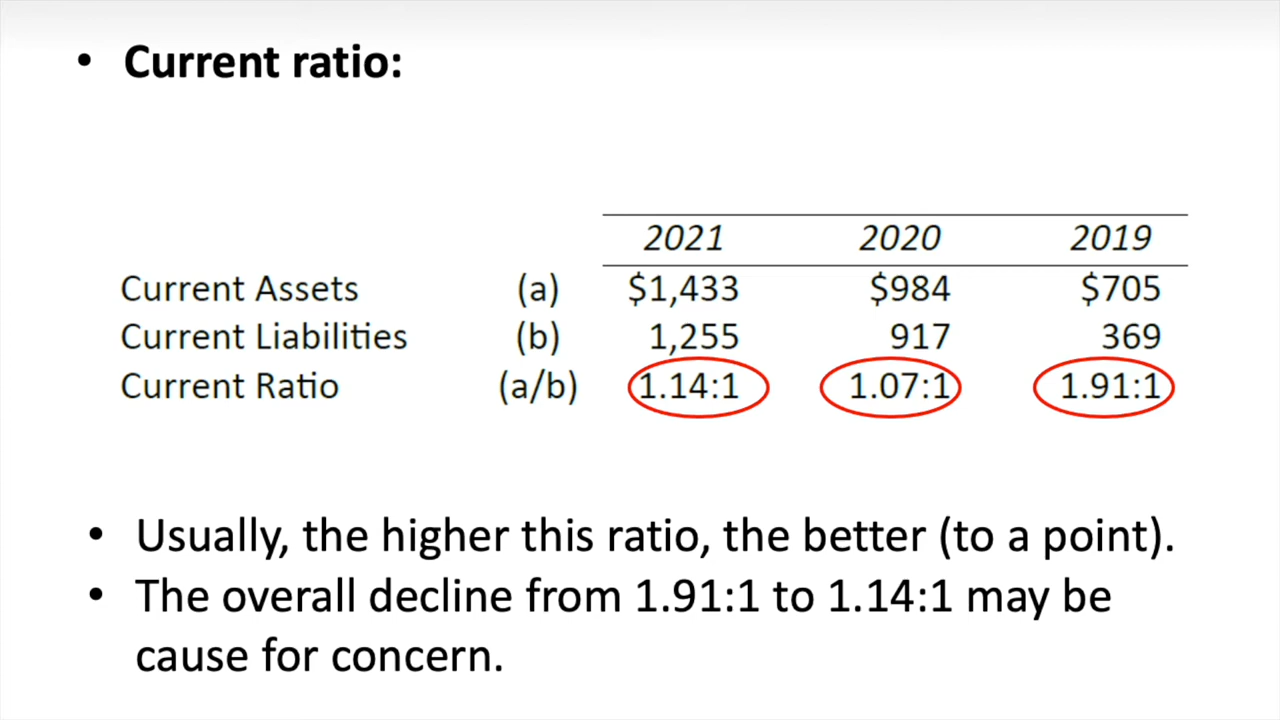 • Current ratio:
2021 2020 2019
Current Assets (a) $1,433 $984 $705
Current Liabilities (b) 1,255 917 369
Current Ratio (a/b) 1.14:1 1.07:1 1.91:1
• Usually, the higher this ratio, the better (to a point).
• The overall decline from 1.91:1 to 1.14:1 may be
cause for concern.